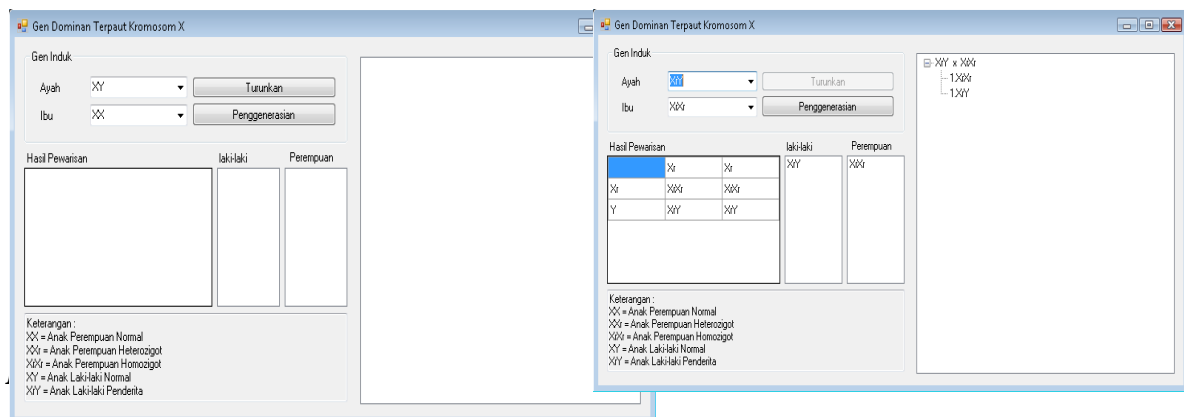 Gen Dominan Terpaut Kromosom X
Gen Induk
Ayah XY Turunkan
Ibu XX Penggenerasian
Hasil Pewarisan laki-laki Perempuan
Keterangan :
XX = Anak Perempuan Normal
XXr = Anak Perempuan Heterozigot
XrXr = Anak Perempuan Homozigot
XY = Anak Laki-laki Normal
XrY = Anak Laki-laki Penderita
Gen Dominan Terpaut Kromosom X
Gen Induk
Ayah XrY Turunkan
Ibu XrXr Penggenerasian
Hasil Pewarisan laki-laki Perempuan
Xr Xr XrY XrXr
Xr XrXr XrXr
Y XrY XrY
Keterangan :
XX = Anak Perempuan Normal
XXr = Anak Perempuan Heterozigot
XrXr = Anak Perempuan Homozigot
XY = Anak Laki-laki Normal
XrY = Anak Laki-laki Penderita
XrY x XrXr
1XrXr
1XrY